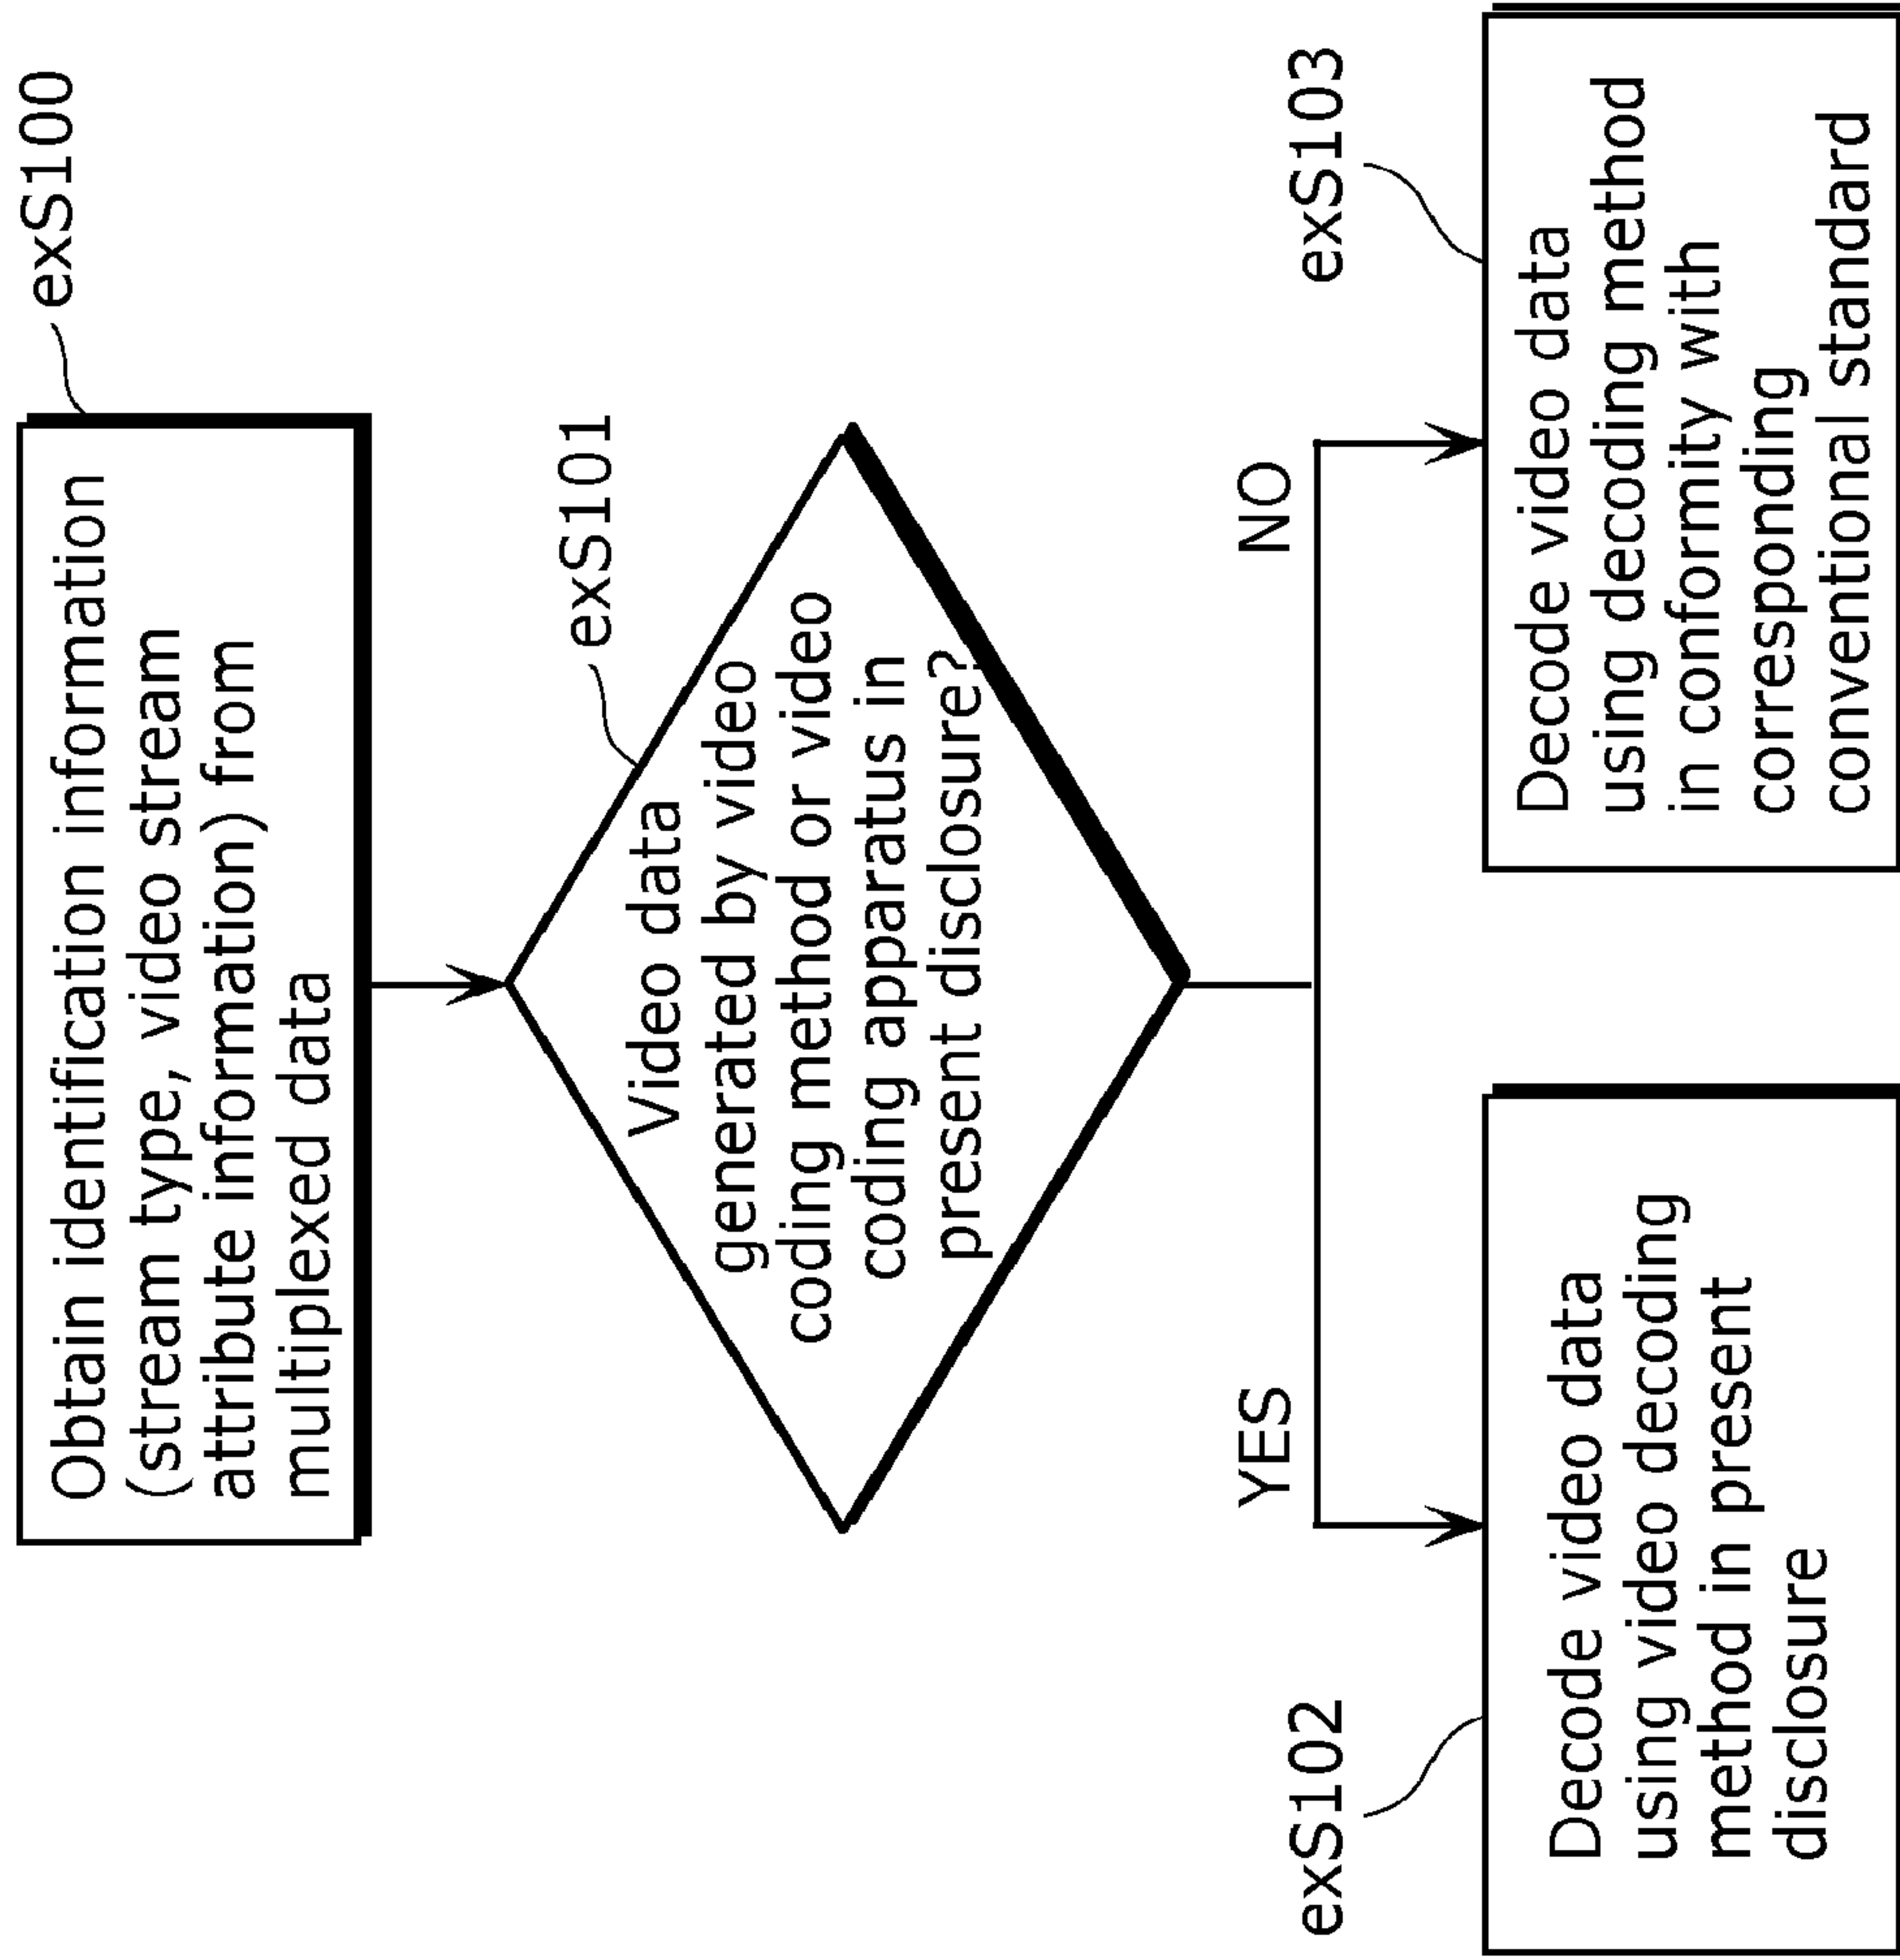 exS100
Obtain identification information
(stream type, video stream
attribute information) from
multiplexed data
exS101
Video data
generated by video
coding method or video
coding apparatus in
present disclosure?
YES
NO
exS102
Decode video data
using video decoding
method in present
disclosure
exS103
Decode video data
using decoding method
in conformity with
corresponding
conventional standard